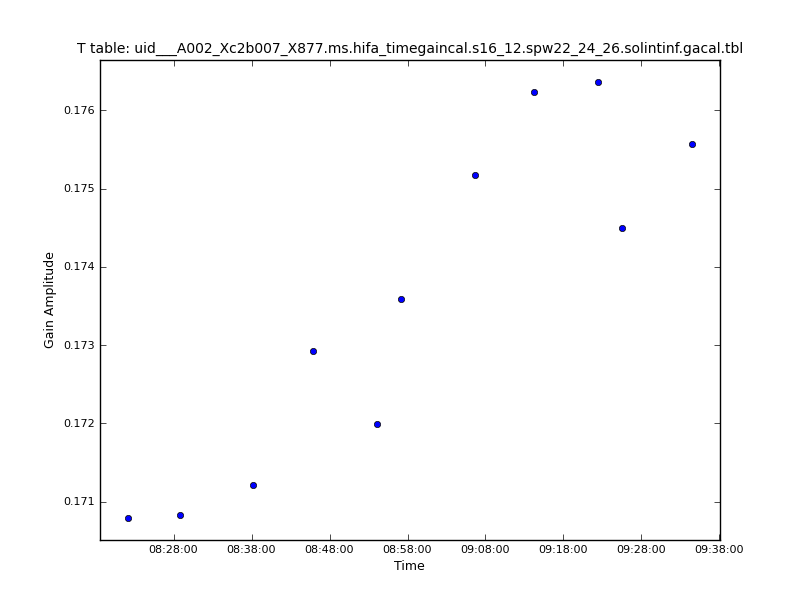 T table: uid___A002_Xc2b007_X877.ms.hifa_timegaincal.s16_12.spw22_24_26.solintinf.gacal.tbl
0.176
0.175
0.174
0.173
0.172
0.171
Gain Amplitude
08:28:00 08:38:00 08:48:00 08:58:00 09:08:00 09:18:00 09:28:00 09:38:00
Time